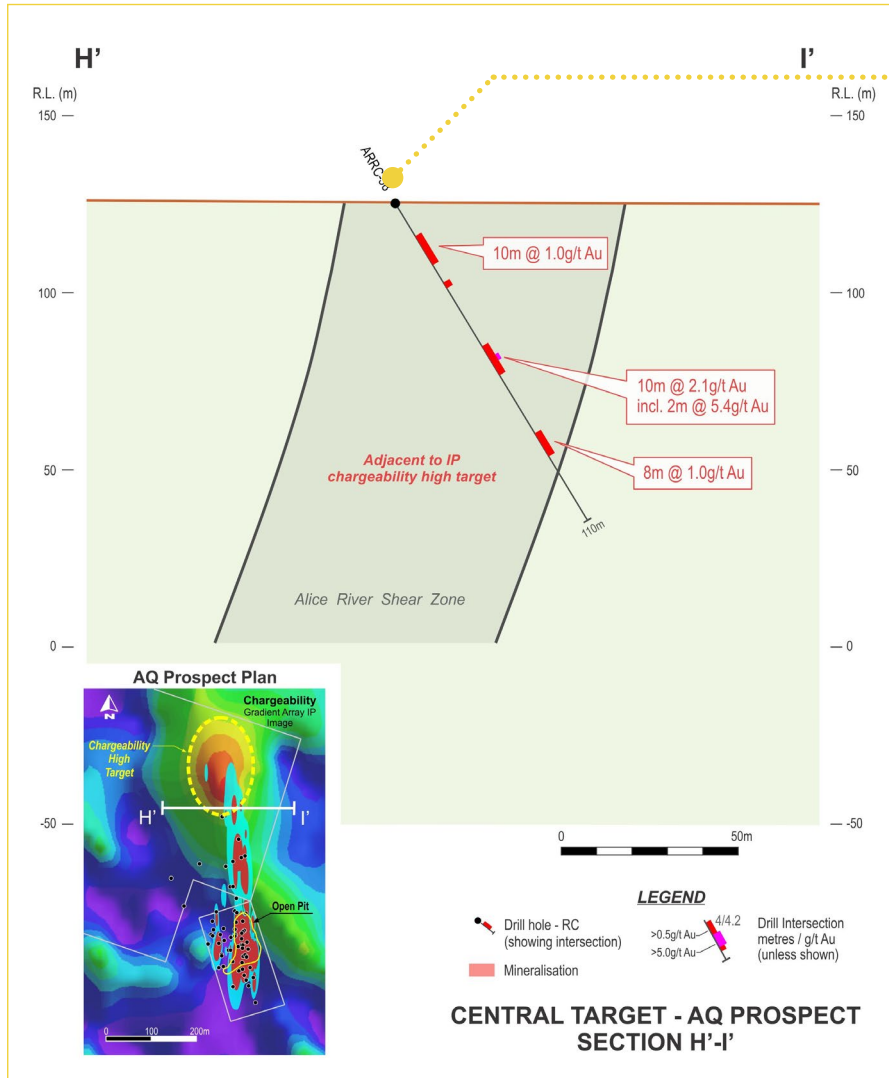 H’
I’
R.L. (m)
R.L. (m)
150
150
100
100
50
50
0
0
-50
-50
10m @ 1.0g/t Au
10m @ 2.1g/t Au
incl. 2m @ 5.4g/t Au
8m @ 1.0g/t Au
Adjacent to IP
chargeability high target
110m
Alice River Shear Zone
AQ Prospect Plan
N
Chargeability
Gradient Array IP
Image
Chargeability
High
Target
H’
I’
Open Pit
0 100 200m
0 50m
LEGEND
Drill hole - RC
(showing intersection)
Mineralisation
4/4.2
>0.5g/t Au
>5.0g/t Au
Drill Intersection
metres / g/t Au
(unless shown)
CENTRAL TARGET - AQ PROSPECT
SECTION H’-I’